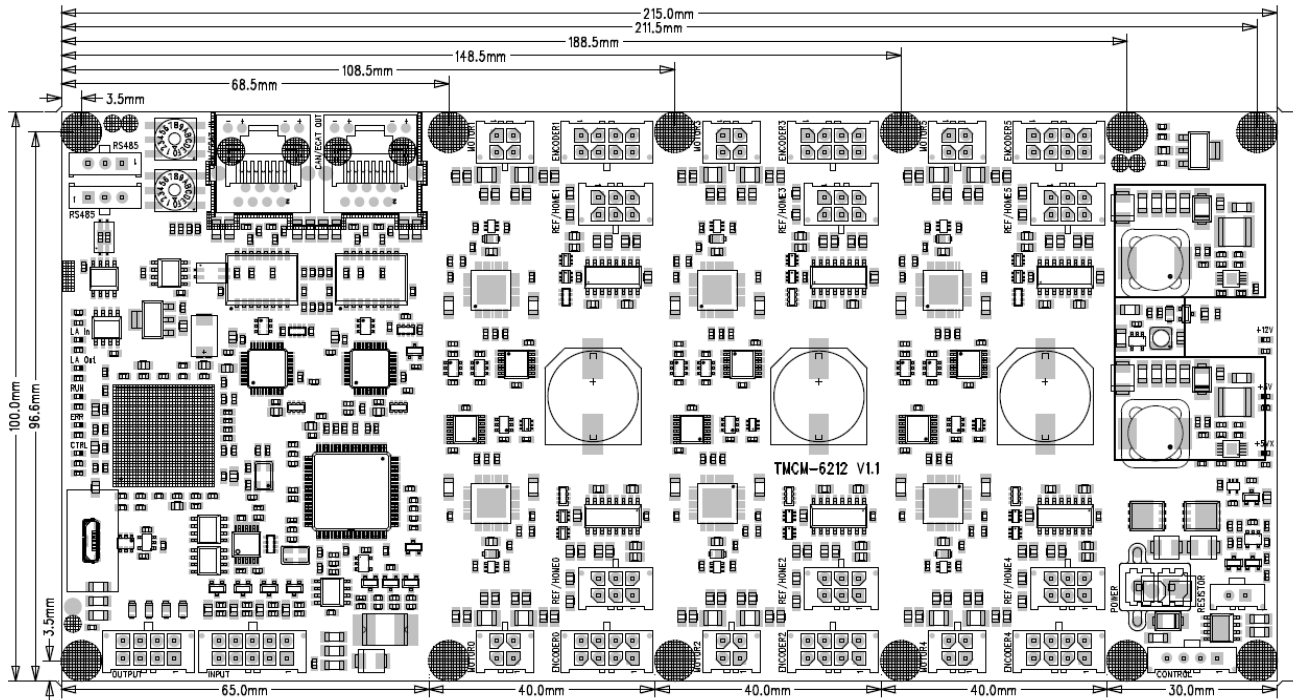 215.0mm
211.5mm
188.5mm
148.5mm
108.5mm
68.5mm
3.5mm
RS485
CAN/ECAT OUT
MOTOR1
ENCODER1
MOTOR3
ENCODER3
MOTOR5
ENCODER5
RS485
REF/HOME1
REF/HOME3
REF/HOME5
LA In
LA Out
RUN
ERR
CTRL
+12V
+5V
+5VX
100.0mm
96.6mm
TMCM-6212 V1.1
REF/HOME0
REF/HOME2
REF/HOME4
POWER
RESISTOR
3.5mm
OUTPUT
INPUT
MOTOR0
ENCODER0
MOTOR2
ENCODER2
MOTOR4
ENCODER4
CONTROL
65.0mm
40.0mm
40.0mm
40.0mm
30.0mm